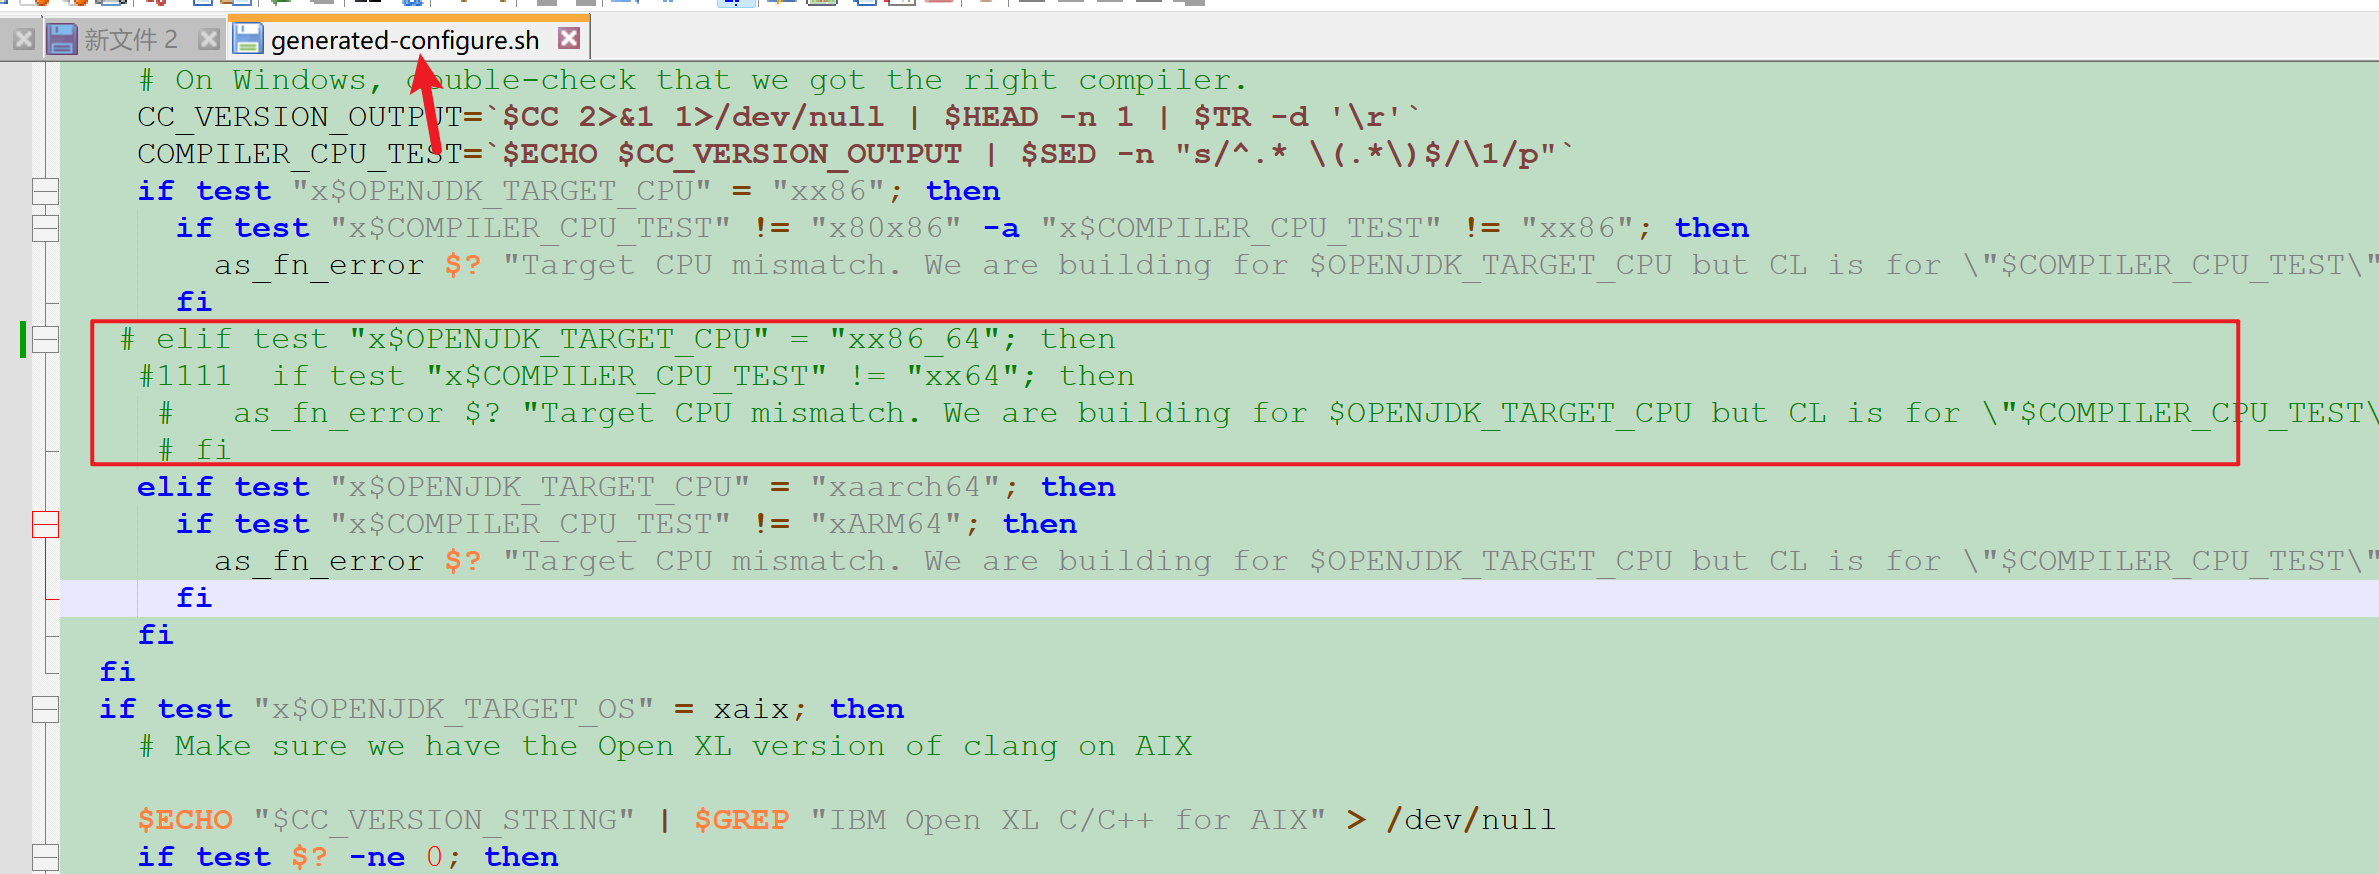 新文件 2
generated-configure.sh
# On Windows, double-check that we got the right compiler.
CC_VERSION_OUTPUT=`$CC 2>&1 1>/dev/null | $HEAD -n 1 | $TR -d '\r'`
COMPILER_CPU_TEST=`$ECHO $CC_VERSION_OUTPUT | $SED -n "s/^.* \(.*\)$/\1/p"`
if test "x$OPENJDK_TARGET_CPU" = "xx86"; then
if test "x$COMPILER_CPU_TEST" != "x80x86" -a "x$COMPILER_CPU_TEST" != "xx86"; then
as_fn_error $? "Target CPU mismatch. We are building for $OPENJDK_TARGET_CPU but CL is for \"$COMPILER_CPU_TEST\"
fi
# elif test "x$OPENJDK_TARGET_CPU" = "xx86_64"; then
#1111  if test "x$COMPILER_CPU_TEST" != "xx64"; then
#   as_fn_error $? "Target CPU mismatch. We are building for $OPENJDK_TARGET_CPU but CL is for \"$COMPILER_CPU_TEST\
# fi
elif test "x$OPENJDK_TARGET_CPU" = "xaarch64"; then
if test "x$COMPILER_CPU_TEST" != "xARM64"; then
as_fn_error $? "Target CPU mismatch. We are building for $OPENJDK_TARGET_CPU but CL is for \"$COMPILER_CPU_TEST\"
fi
fi
fi
if test "x$OPENJDK_TARGET_OS" = xaix; then
# Make sure we have the Open XL version of clang on AIX
$ECHO "$CC_VERSION_STRING" | $GREP "IBM Open XL C/C++ for AIX" > /dev/null
if test $? -ne 0; then